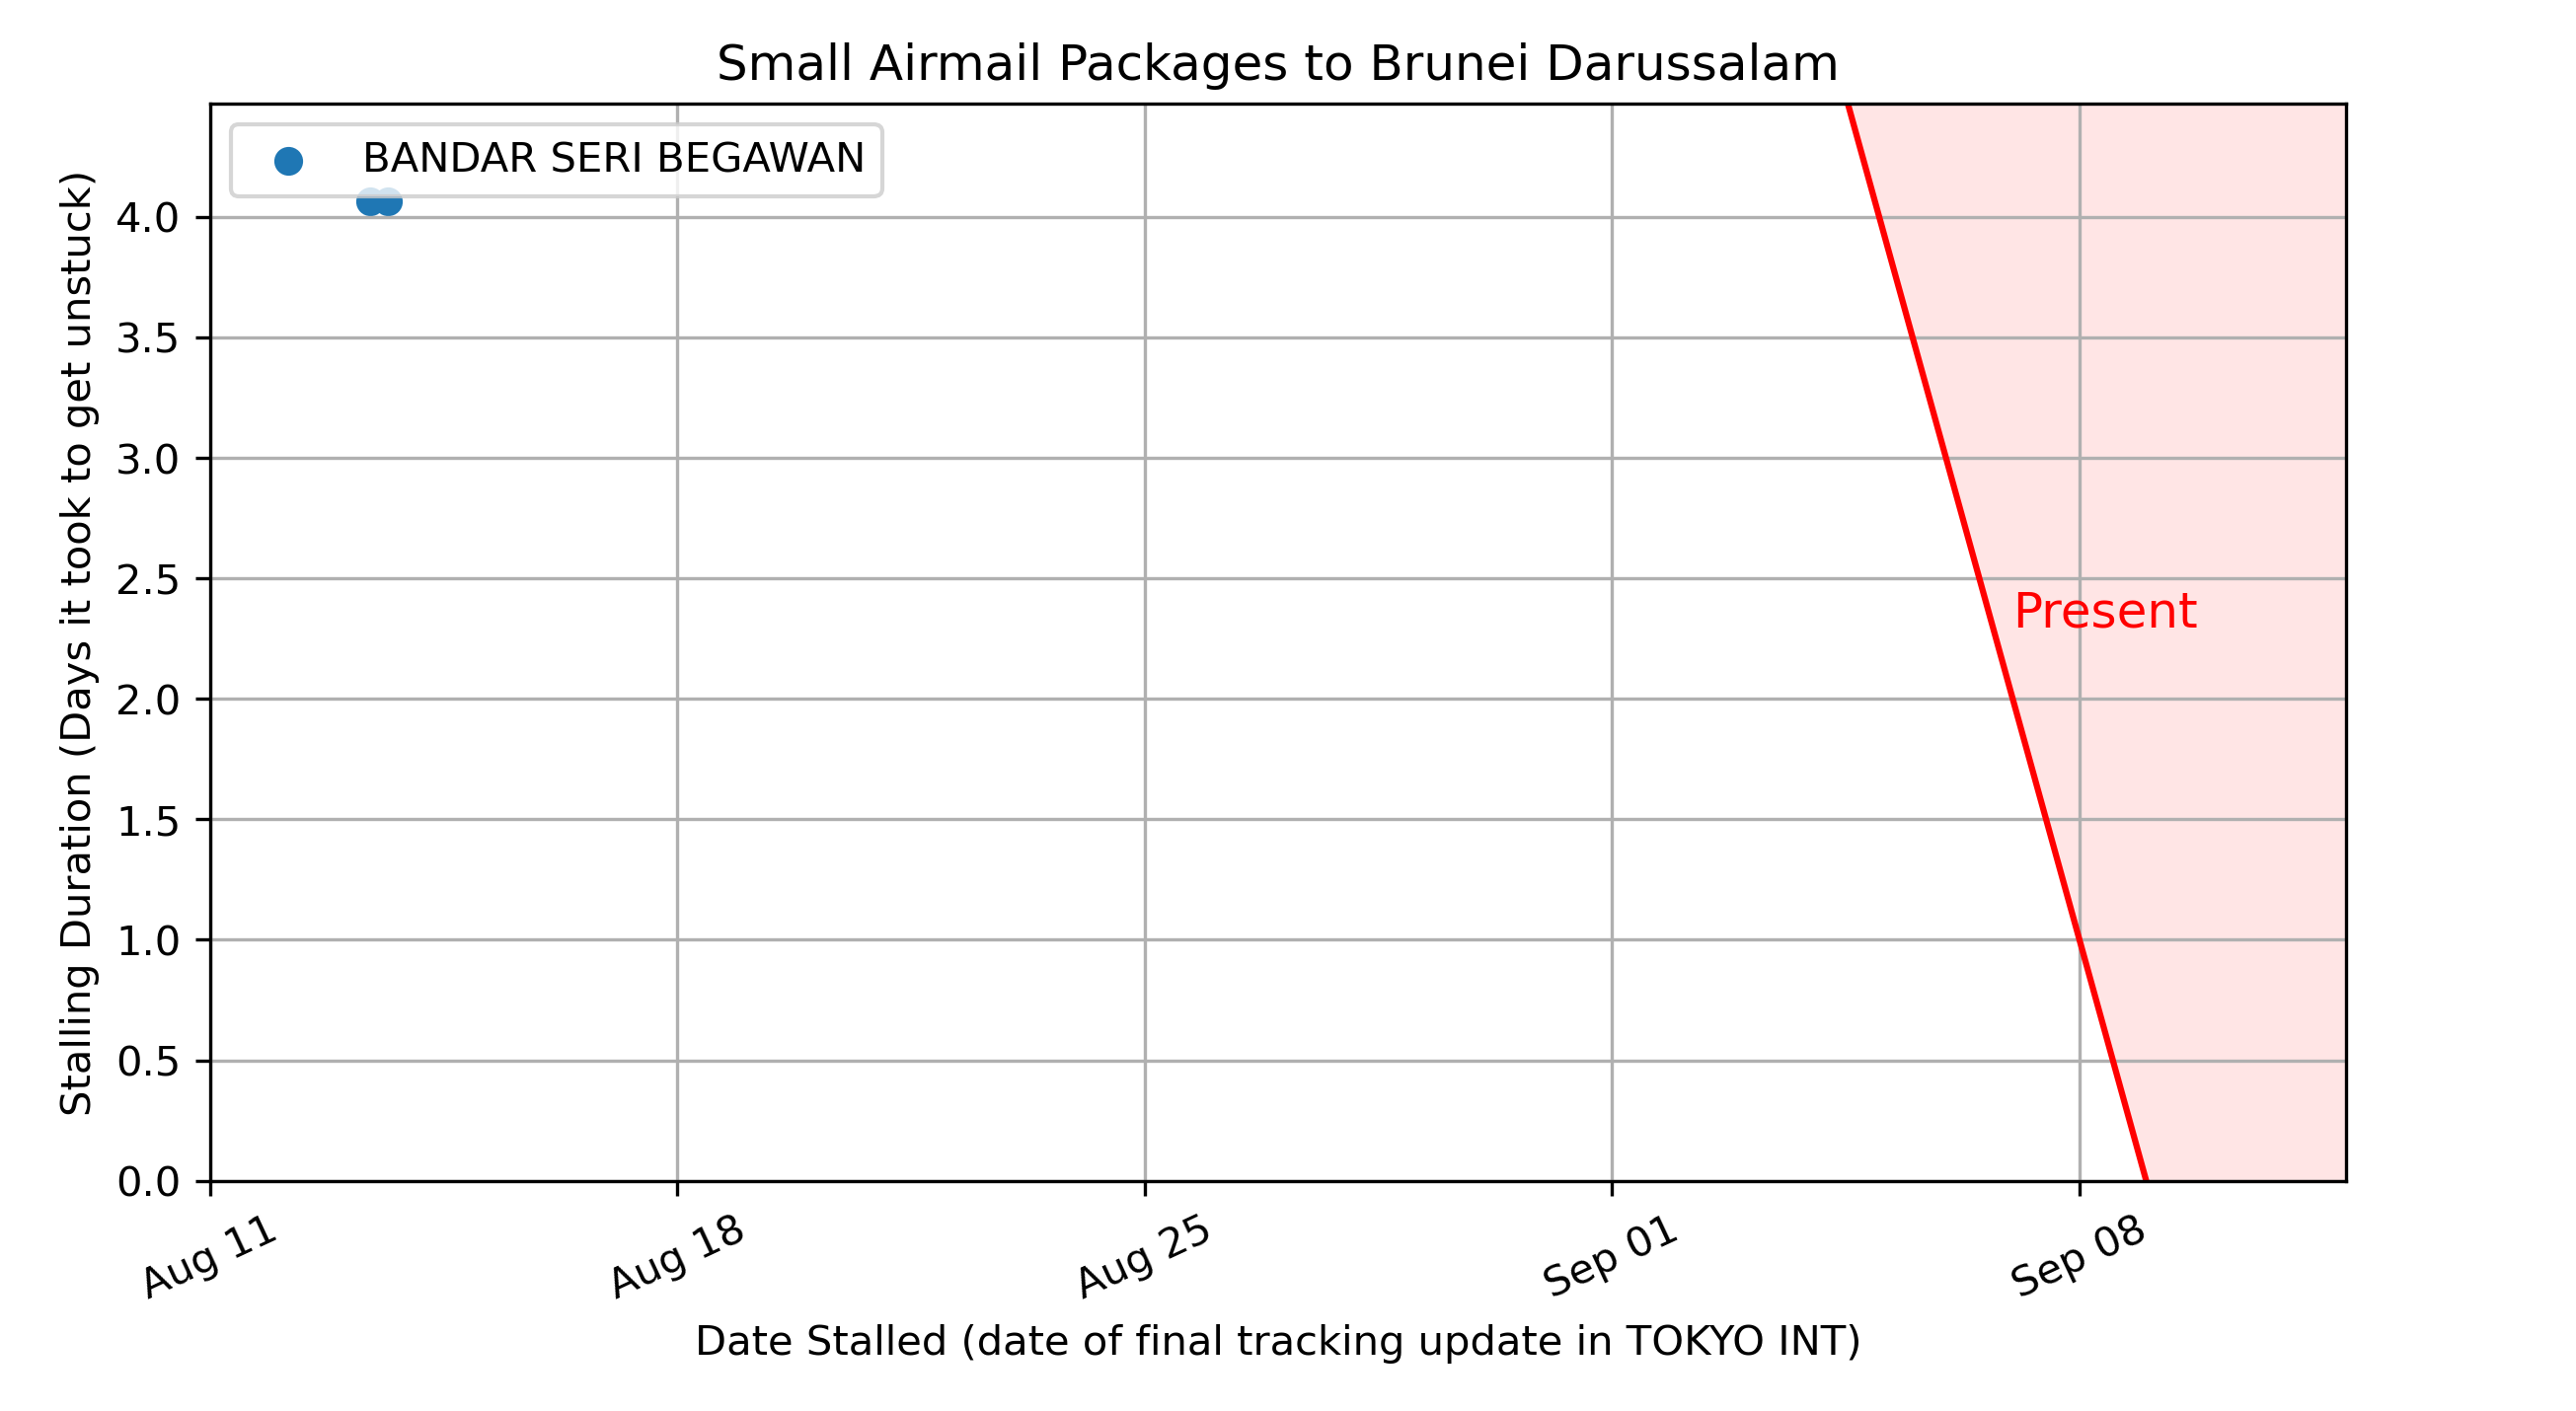 Small Airmail Packages to Brunei Darussalam
BANDAR SERI BEGAWAN
Stalling Duration (Days it took to get unstuck)
4.0
3.5
3.0
2.5
2.0
1.5
1.0
0.5
0.0
Present
Aug 11
Aug 18
Aug 25
Sep 01
Sep 08
Date Stalled (date of final tracking update in TOKYO INT)